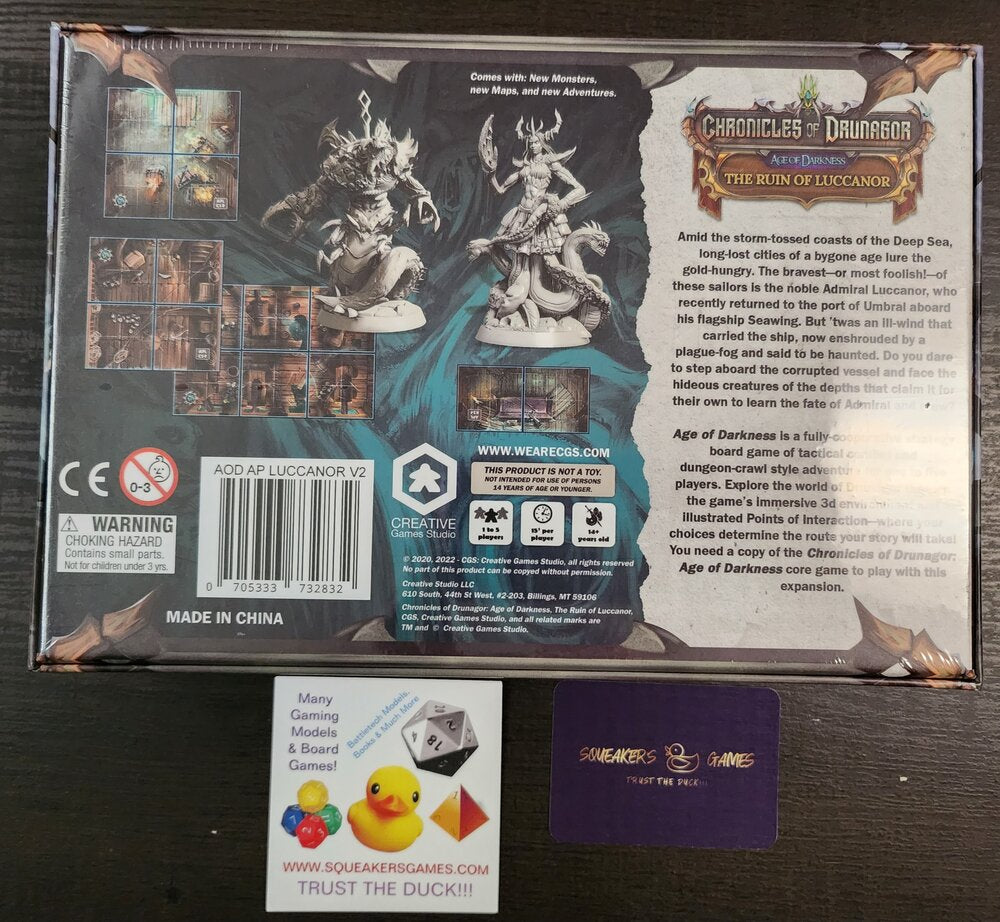 Comes with: New Monsters,
new Maps, and new Adventures.
CHRONICLES OF DRUNAGOR
AGE OF DARKNESS
THE RUIN OF LUCCANOR
Amid the storm-tossed coasts of the Deep Sea,
long-lost cities of a bygone age lure the
gold-hungry. The bravest—or most foolish!—of
these sailors is the noble Admiral Luccanor, who
recently returned to the port of Umbral aboard
his flagship Seawing. But 'twas an ill-wind that
carried the ship, now enshrouded by a
plague-fog and said to be haunted. Do you dare
to step aboard the corrupted vessel and face the
hideous creatures of the depths that claim it for
their own to learn the fate of Admiral and
Age of Darkness is a fully-cooperative
board game of tactical
dungeon-crawl style
players. Explore the world of
the game's immersive 3d
illustrated Points of Interaction—where your
choices determine the route your story will take!
You need a copy of the Chronicles of Drunagor:
Age of Darkness core game to play with this
expansion.
WWW.WEARECGS.COM
THIS PRODUCT IS NOT A TOY.
NOT INTENDED FOR USE OF PERSONS
14 YEARS OF AGE OR YOUNGER.
1 to 5
players
15' per
player
14+
years old
CREATIVE
Games Studio
© 2020, 2022 - CGS: Creative Games Studio, all rights reserved
No part of this product can be copyed without permission.
Creative Studio LLC
610 South, 44th St West, #2-203, Billings, MT 59106
Chronicles of Drunagor: Age of Darkness, The Ruin of Luccanor,
CGS, Creative Games Studio, and all related marks are
TM and © Creative Games Studio.
CE
0-3
WARNING
CHOKING HAZARD
Contains small parts.
Not for children under 3 yrs.
AOD AP LUCCANOR V2
0 705333 732832
MADE IN CHINA
Many
Gaming
Models
& Board
Games!
Battletech Models,
Books & Much More
20
2
18
WWW.SQUEAKERSGAMES.COM
TRUST THE DUCK!!!
SQUEAKERS GAMES
TRUST THE DUCK!!!